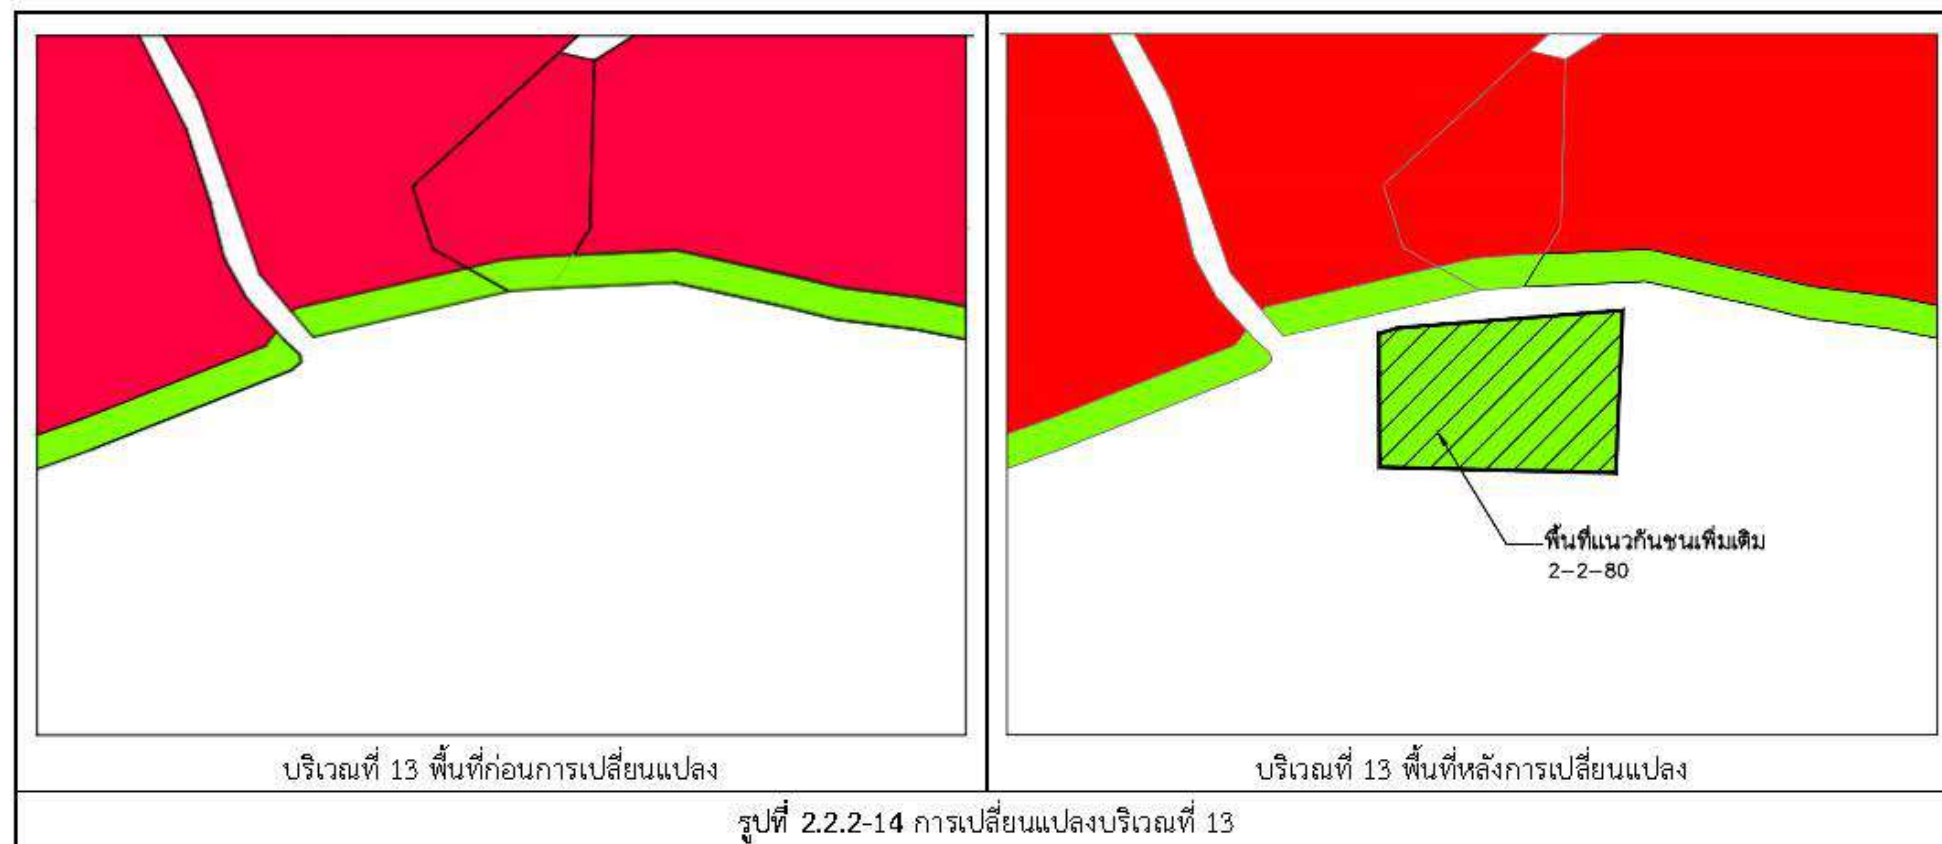 พื้นที่แนวกันชนเพิ่มเติม
2-2-80
บริเวณที่ 13 พื้นที่ก่อนการเปลี่ยนแปลง
บริเวณที่ 13 พื้นที่หลังการเปลี่ยนแปลง
รูปที่ 2.2.2-14 การเปลี่ยนแปลงบริเวณที่ 13